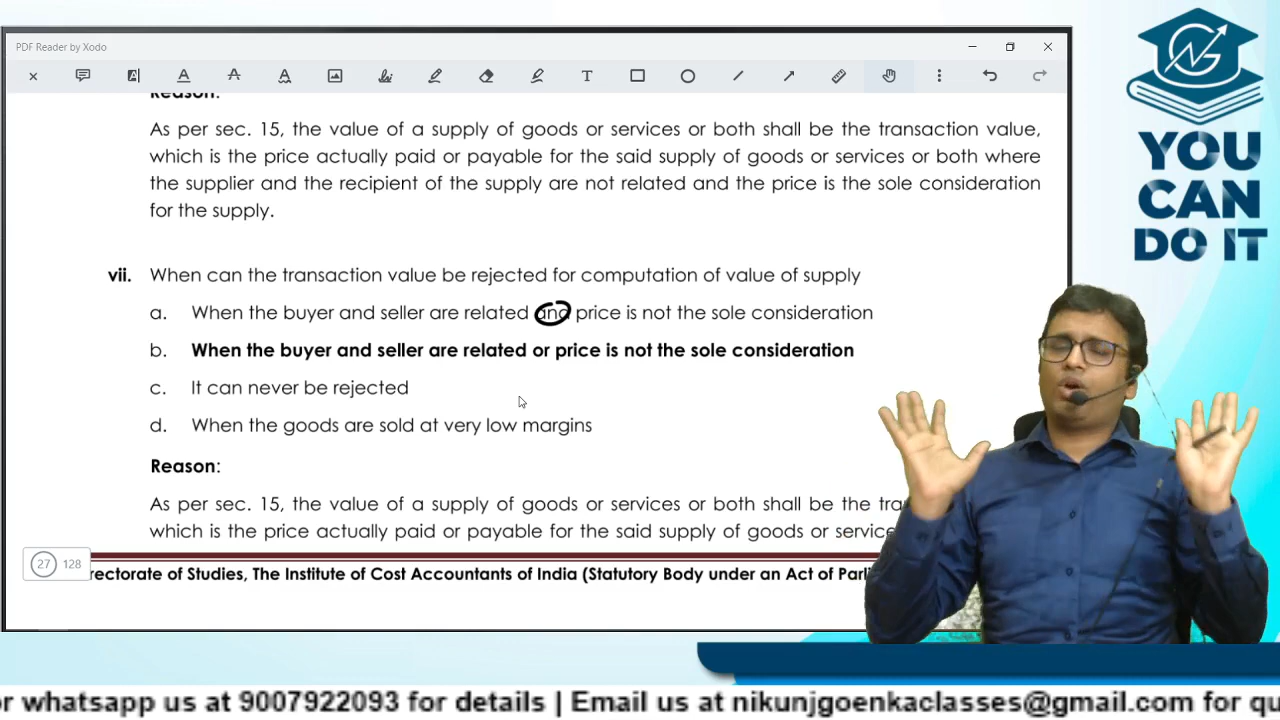 PDF Reader by Xodo
Reason:
As per sec. 15, the value of a supply of goods or services or both shall be the transaction value,
which is the price actually paid or payable for the said supply of goods or services or both where
the supplier and the recipient of the supply are not related and the price is the sole consideration
for the supply.
vii. When can the transaction value be rejected for computation of value of supply
a. When the buyer and seller are related and price is not the sole consideration
b. When the buyer and seller are related or price is not the sole consideration
c. It can never be rejected
d. When the goods are sold at very low margins
Reason:
As per sec. 15, the value of a supply of goods or services or both shall be the tra
which is the price actually paid or payable for the said supply of goods or service
27 128
rectorate of Studies, The Institute of Cost Accountants of India (Statutory Body under an Act of Parl
YOU
CAN
DO IT
or whatsapp us at 9007922093 for details | Email us at nikunjgoenkaclasses@gmail.com for qu